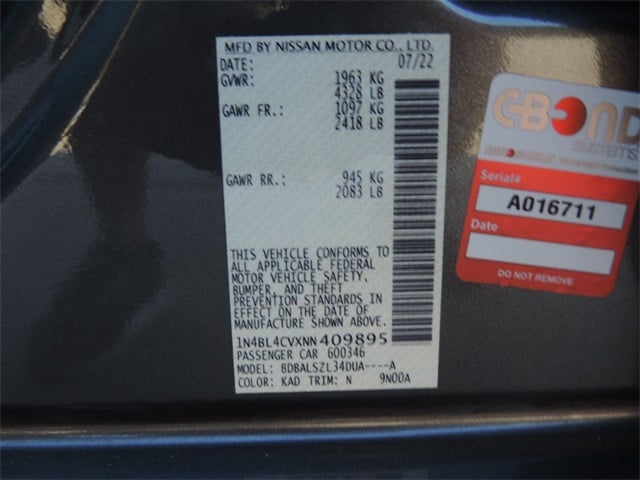 MFD BY NISSAN MOTOR CO., LTD.
DATE: 07/22
GVWR: 1963 KG
4328 LB
GAWR FR.: 1097 KG
2418 LB
GAWR RR.: 945 KG
2083 LB
THIS VEHICLE CONFORMS TO
ALL APPLICABLE FEDERAL
MOTOR VEHICLE SAFETY,
BUMPER, AND THEFT
PREVENTION STANDARDS IN
EFFECT ON THE DATE OF
MANUFACTURE SHOWN ABOVE.
1N4BL4CVXNN409895
PASSENGER CAR 600346
MODEL: BDBALSZL34DUA----A
COLOR: KAD TRIM: N 9N00A
C-BOND
SYSTEMS
Serial#
A016711
Date
DO NOT REMOVE